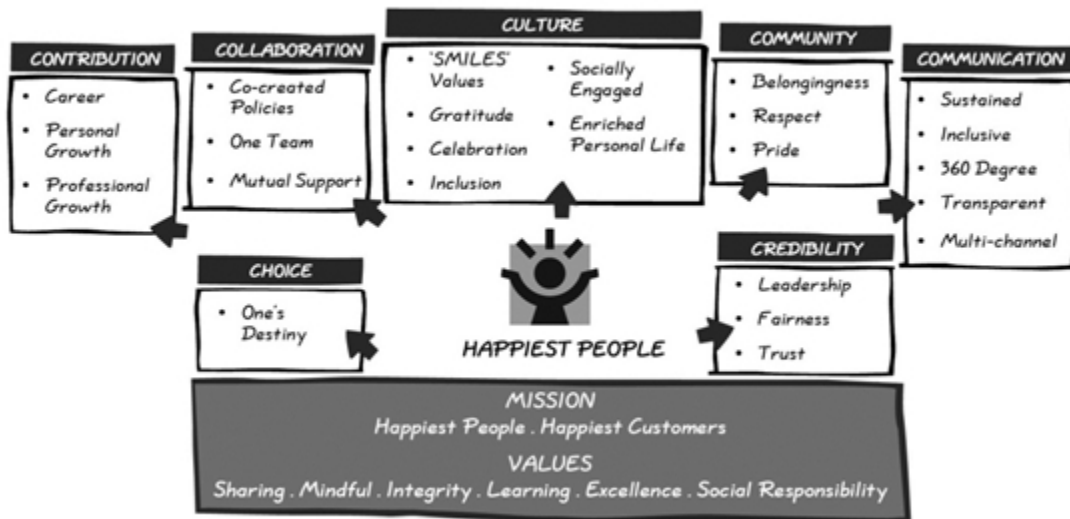 CONTRIBUTION
• Career
• Personal
Growth
• Professional
Growth
COLLABORATION
• Co-created
Policies
• One Team
• Mutual Support
CULTURE
• 'SMILES'
Values
• Gratitude
• Celebration
• Inclusion
• Socially
Engaged
• Enriched
Personal Life
COMMUNITY
• Belongingness
• Respect
• Pride
COMMUNICATION
• Sustained
• Inclusive
• 360 Degree
• Transparent
• Multi-channel
CHOICE
• One's
Destiny
HAPPIEST PEOPLE
CREDIBILITY
• Leadership
• Fairness
• Trust
MISSION
Happiest People . Happiest Customers
VALUES
Sharing . Mindful . Integrity . Learning . Excellence . Social Responsibility